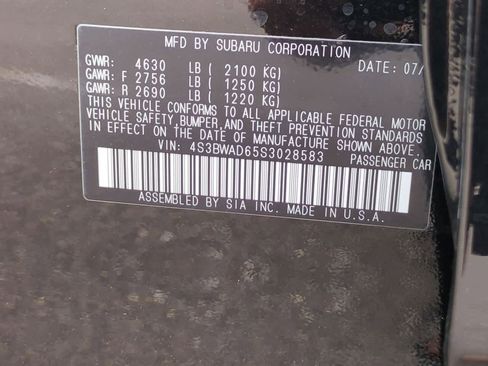 MFD BY SUBARU CORPORATION
GVWR: 4630 LB ( 2100 KG) DATE: 07/
GAWR: F 2756 LB ( 1250 KG)
GAWR: R 2690 LB ( 1220 KG)
THIS VEHICLE CONFORMS TO ALL APPLICABLE FEDERAL MOTOR
VEHICLE SAFETY, BUMPER, AND THEFT PREVENTION STANDARDS
IN EFFECT ON THE DATE OF MANUFACTURE SHOWN ABOVE.
VIN: 4S3BWAD65S3028583 PASSENGER CAR
ASSEMBLED BY SIA INC. MADE IN U.S.A.